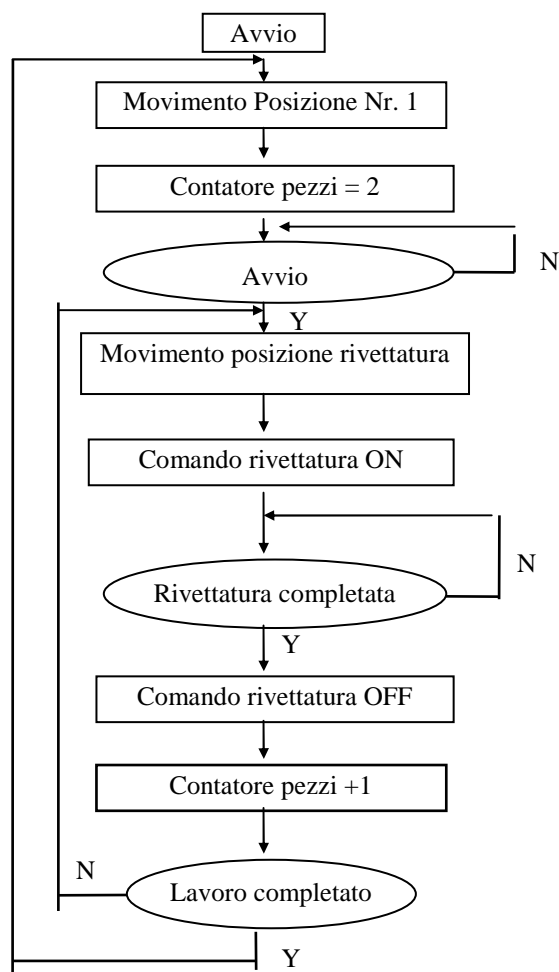 Avvio
Movimento Posizione Nr. 1
Contatore pezzi = 2
N
Avvio
Y
Movimento posizione rivettatura
Comando rivettatura ON
N
Rivettatura completata
Y
Comando rivettatura OFF
Contatore pezzi +1
N
Lavoro completato
Y